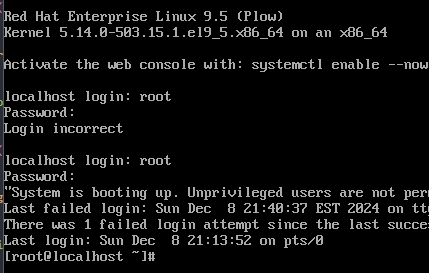 Red Hat Enterprise Linux 9.5 (Plow)
Kernel 5.14.0-503.15.1.el9_5.x86_64 on an x86_64
Activate the web console with: systemctl enable --now
localhost login: root
Password:
Login incorrect
localhost login: root
Password:
"System is booting up. Unprivileged users are not per
Last failed login: Sun Dec  8 21:40:37 EST 2024 on tt
There was 1 failed login attempt since the last succe
Last login: Sun Dec  8 21:13:52 on pts/0
[root@localhost ~]#